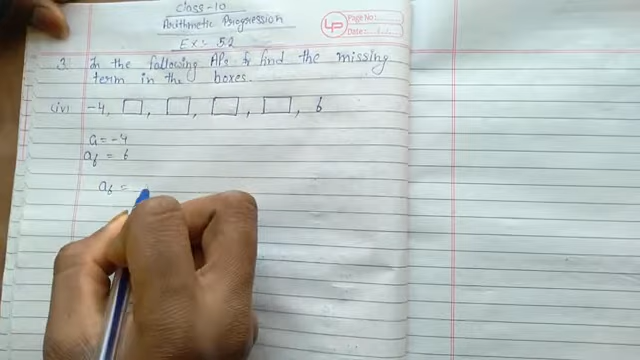 Class-10
Arithmetic Progression
Ex:- 5.2
Page No:
Date:
3. In the following APs & find the missing
term in the boxes.
(iv) -4, □, □, □, □, 6
a = -4
a₆ = 6
a₆ =